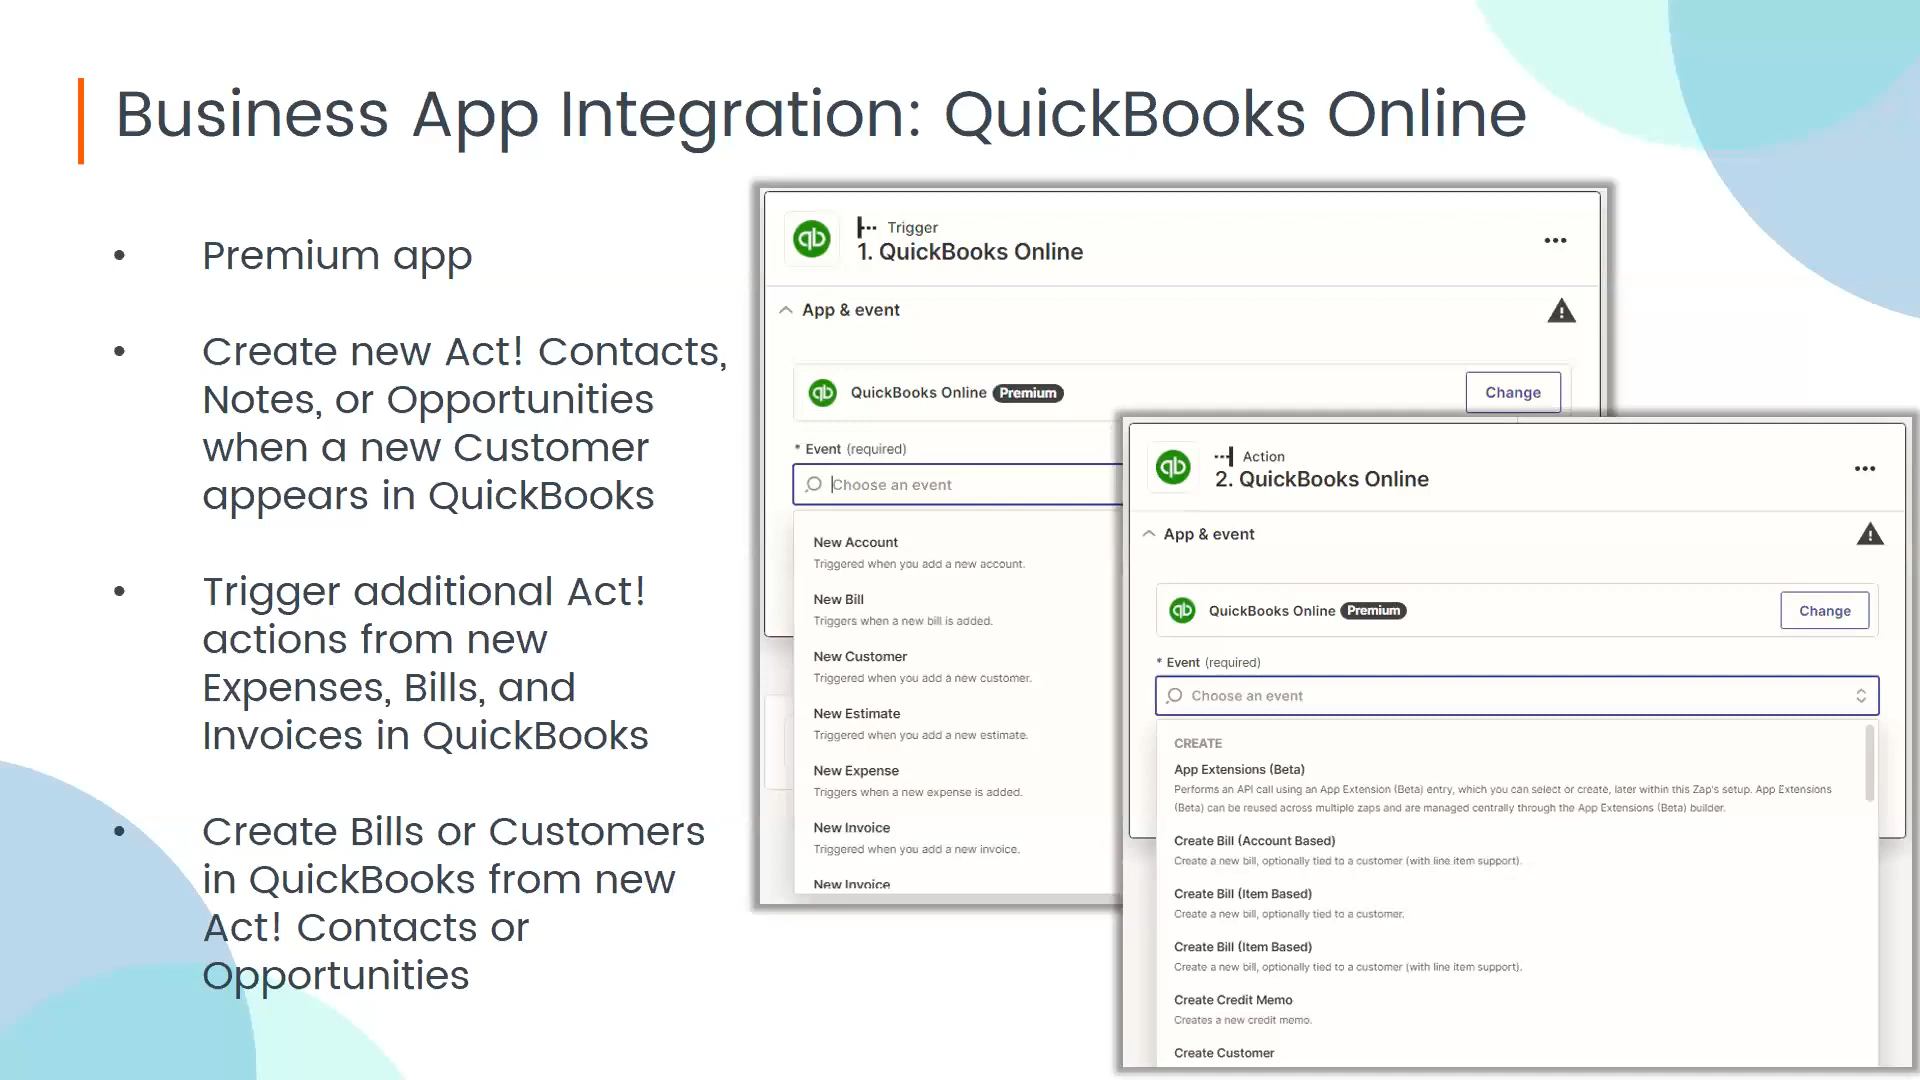 Business App Integration: QuickBooks Online
• Premium app
• Create new Act! Contacts,
Notes, or Opportunities
when a new Customer
appears in QuickBooks
• Trigger additional Act!
actions from new
Expenses, Bills, and
Invoices in QuickBooks
• Create Bills or Customers
in QuickBooks from new
Act! Contacts or
Opportunities
qb
Trigger
1. QuickBooks Online
App & event
qb QuickBooks Online Premium
Change
* Event (required)
Choose an event
New Account
Triggered when you add a new account.
New Bill
Triggers when a new bill is added.
New Customer
Triggered when you add a new customer.
New Estimate
Triggered when you add a new estimate.
New Expense
Triggers when a new expense is added.
New Invoice
Triggered when you add a new invoice.
New Invoice
qb
Action
2. QuickBooks Online
App & event
qb QuickBooks Online Premium
Change
* Event (required)
Choose an event
CREATE
App Extensions (Beta)
Performs an API call using an App Extension (Beta) entry, which you can select or create, later within this Zap's setup. App Extensions
(Beta) can be reused across multiple zaps and are managed centrally through the App Extensions (Beta) builder.
Create Bill (Account Based)
Create a new bill, optionally tied to a customer (with line item support).
Create Bill (Item Based)
Create a new bill, optionally tied to a customer.
Create Bill (Item Based)
Create a new bill, optionally tied to a customer (with line item support).
Create Credit Memo
Creates a new credit memo.
Create Customer